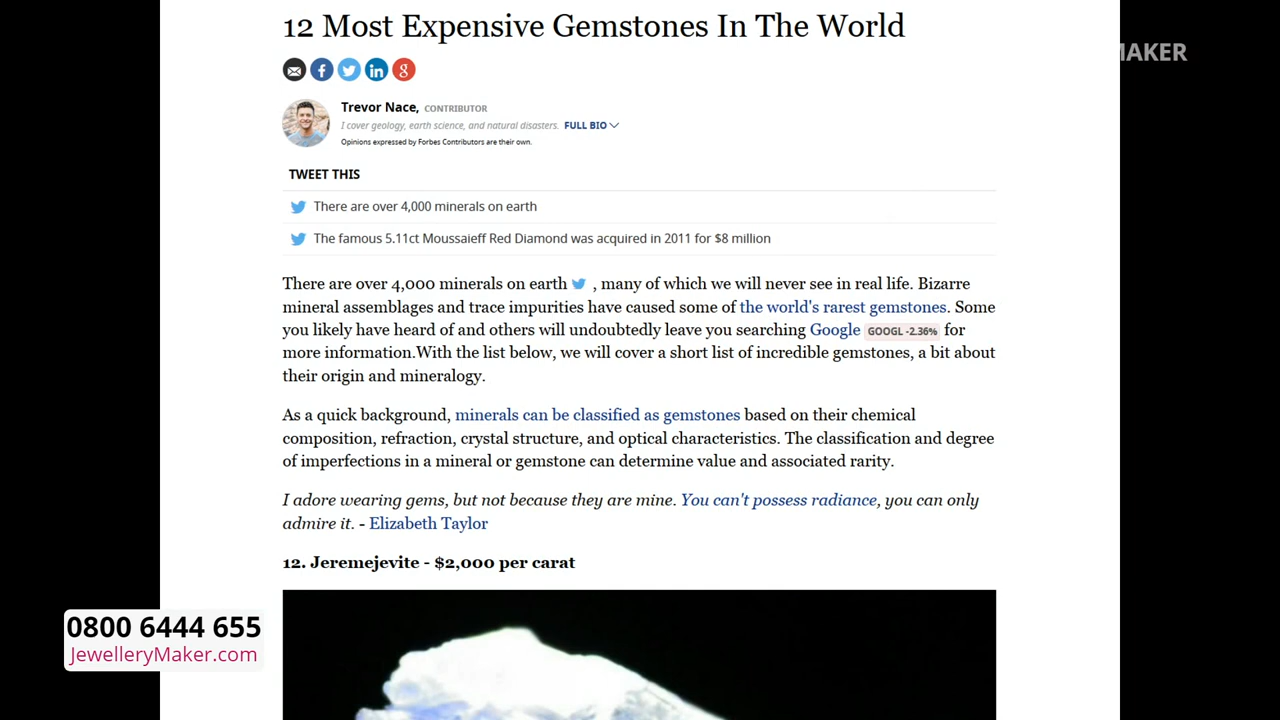 12 Most Expensive Gemstones In The World
MAKER
Trevor Nace, CONTRIBUTOR
I cover geology, earth science, and natural disasters. FULL BIO
Opinions expressed by Forbes Contributors are their own.
TWEET THIS
There are over 4,000 minerals on earth
The famous 5.11ct Moussaieff Red Diamond was acquired in 2011 for $8 million
There are over 4,000 minerals on earth , many of which we will never see in real life. Bizarre
mineral assemblages and trace impurities have caused some of the world's rarest gemstones. Some
you likely have heard of and others will undoubtedly leave you searching Google GOOGL -2.36% for
more information.With the list below, we will cover a short list of incredible gemstones, a bit about
their origin and mineralogy.
As a quick background, minerals can be classified as gemstones based on their chemical
composition, refraction, crystal structure, and optical characteristics. The classification and degree
of imperfections in a mineral or gemstone can determine value and associated rarity.
I adore wearing gems, but not because they are mine. You can't possess radiance, you can only
admire it. - Elizabeth Taylor
12. Jeremejevite - $2,000 per carat
0800 6444 655
JewelleryMaker.com